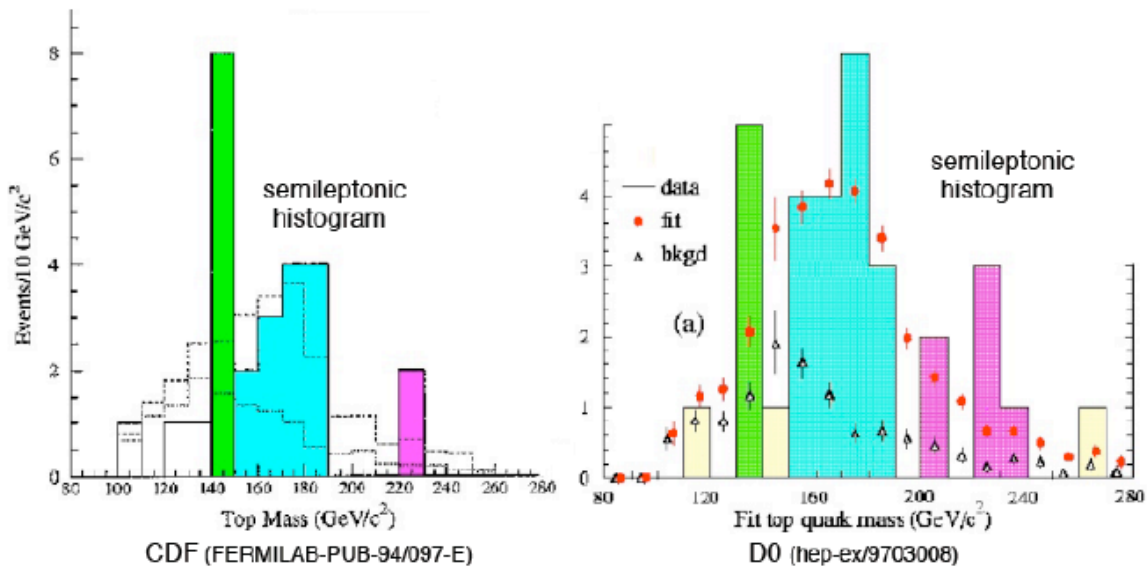 8
6
4
2
0
Events/10 GeV/c²
semileptonic
histogram
80 100 120 140 160 180 200 220 240 260 280
Top Mass (GeV/c²)
CDF (FERMILAB-PUB-94/097-E)
4
3
2
1
0
semileptonic
histogram
data
fit
bkgd
(a)
80 120 160 200 240 280
Fit top quark mass (GeV/c²)
D0 (hep-ex/9703008)